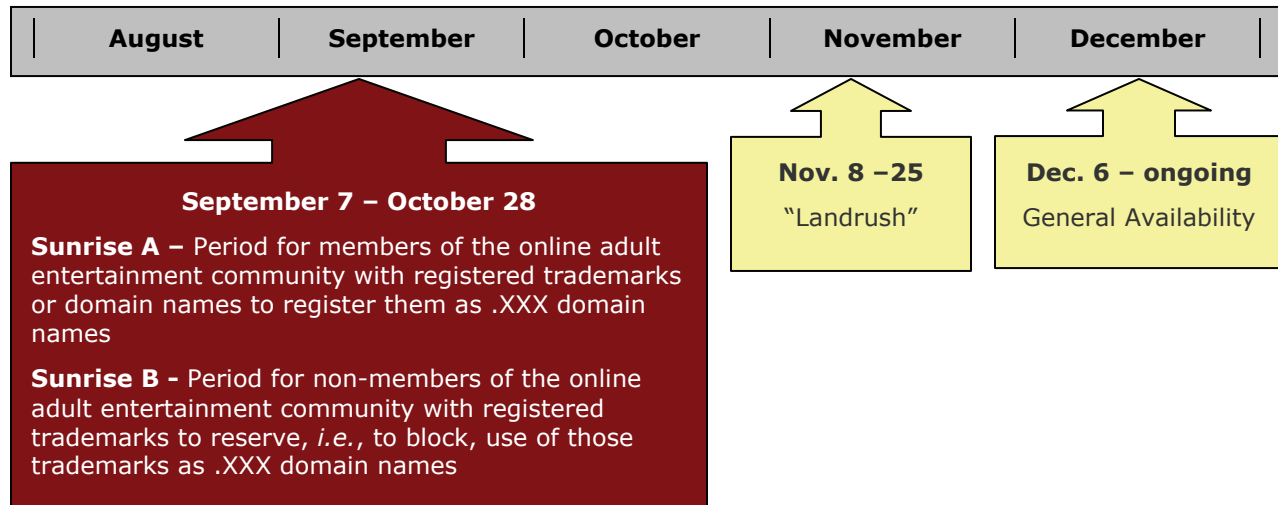 August September October November December
September 7 – October 28
Sunrise A – Period for members of the online adult
entertainment community with registered trademarks
or domain names to register them as .XXX domain
names
Sunrise B - Period for non-members of the online
adult entertainment community with registered
trademarks to reserve, i.e., to block, use of those
trademarks as .XXX domain names
Nov. 8 –25
“Landrush”
Dec. 6 – ongoing
General Availability